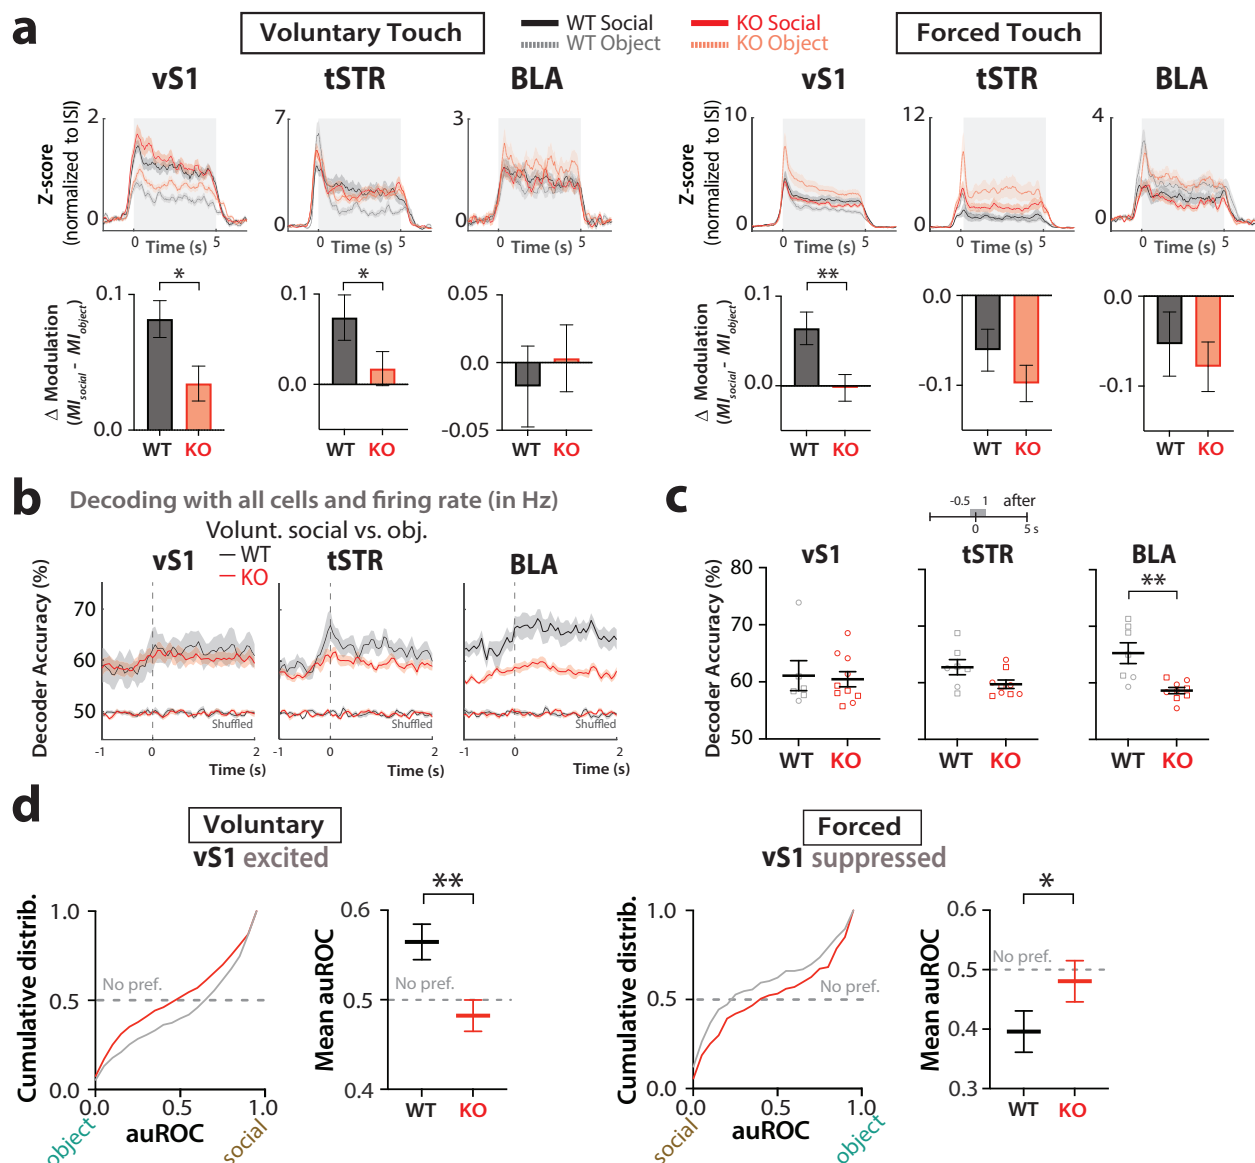 a
Voluntary Touch
WT Social
WT Object
KO Social
KO Object
Forced Touch
vS1
tSTR
BLA
vS1
tSTR
BLA
Z-score
(normalized to ISI)
2
1
0
0
5
Time (s)
7
0
0
5
Time (s)
3
0
0
5
Time (s)
Z-score
(normalized to ISI)
10
5
0
0
5
Time (s)
12
0
0
5
Time (s)
4
0
0
5
Time (s)
Δ Modulation
(MIsocial - MIobject)
0.1
0.0
*
WT
KO
0.1
0.0
*
WT
KO
0.05
0.0
-0.05
WT
KO
Δ Modulation
(MIsocial - MIobject)
0.1
0.0
**
WT
KO
0.0
-0.1
WT
KO
0.0
-0.1
WT
KO
b
Decoding with all cells and firing rate (in Hz)
Volunt. social vs. obj.
WT
KO
vS1
tSTR
BLA
Decoder Accuracy (%)
70
60
50
Shuffled
-1
0
2
Time (s)
Shuffled
-1
0
2
Time (s)
Shuffled
-1
0
2
Time (s)
c
-0.5
1
after
0
5 s
vS1
tSTR
BLA
Decoder Accuracy (%)
80
70
60
50
WT
KO
WT
KO
**
WT
KO
d
Voluntary
vS1 excited
Cumulative distrib.
1.0
0.5
0.0
No pref.
0.0
0.5
1.0
auROC
object
social
Mean auROC
0.6
0.5
0.4
**
No pref.
WT
KO
Forced
vS1 suppressed
Cumulative distrib.
1.0
0.5
0.0
No pref.
0.0
0.5
1.0
auROC
social
object
Mean auROC
0.6
0.5
0.4
0.3
*
No pref.
WT
KO